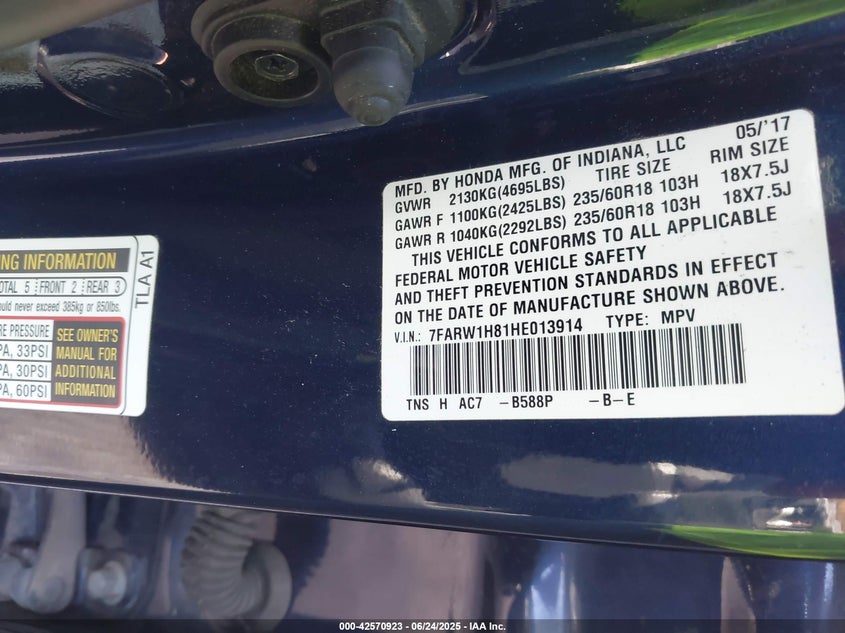 NG INFORMATION
OTAL 5 FRONT 2 REAR 3
ould never exceed 385kg or 850lbs.
RE PRESSURE
PA, 33PSI
PA, 30PSI
PA, 60PSI
SEE OWNER'S
MANUAL FOR
ADDITIONAL
INFORMATION
TLA A1
MFD. BY HONDA MFG. OF INDIANA, LLC 05/'17
GVWR 2130KG(4695LBS) TIRE SIZE RIM SIZE
GAWR F 1100KG(2425LBS) 235/60R18 103H 18X7.5J
GAWR R 1040KG(2292LBS) 235/60R18 103H 18X7.5J
THIS VEHICLE CONFORMS TO ALL APPLICABLE
FEDERAL MOTOR VEHICLE SAFETY
AND THEFT PREVENTION STANDARDS IN EFFECT
ON THE DATE OF MANUFACTURE SHOWN ABOVE.
V.I.N.: 7FARW1H81HE013914 TYPE: MPV
TNS H AC7 -B588P -B-E
000-42570923 - 06/24/2025 - IAA Inc.